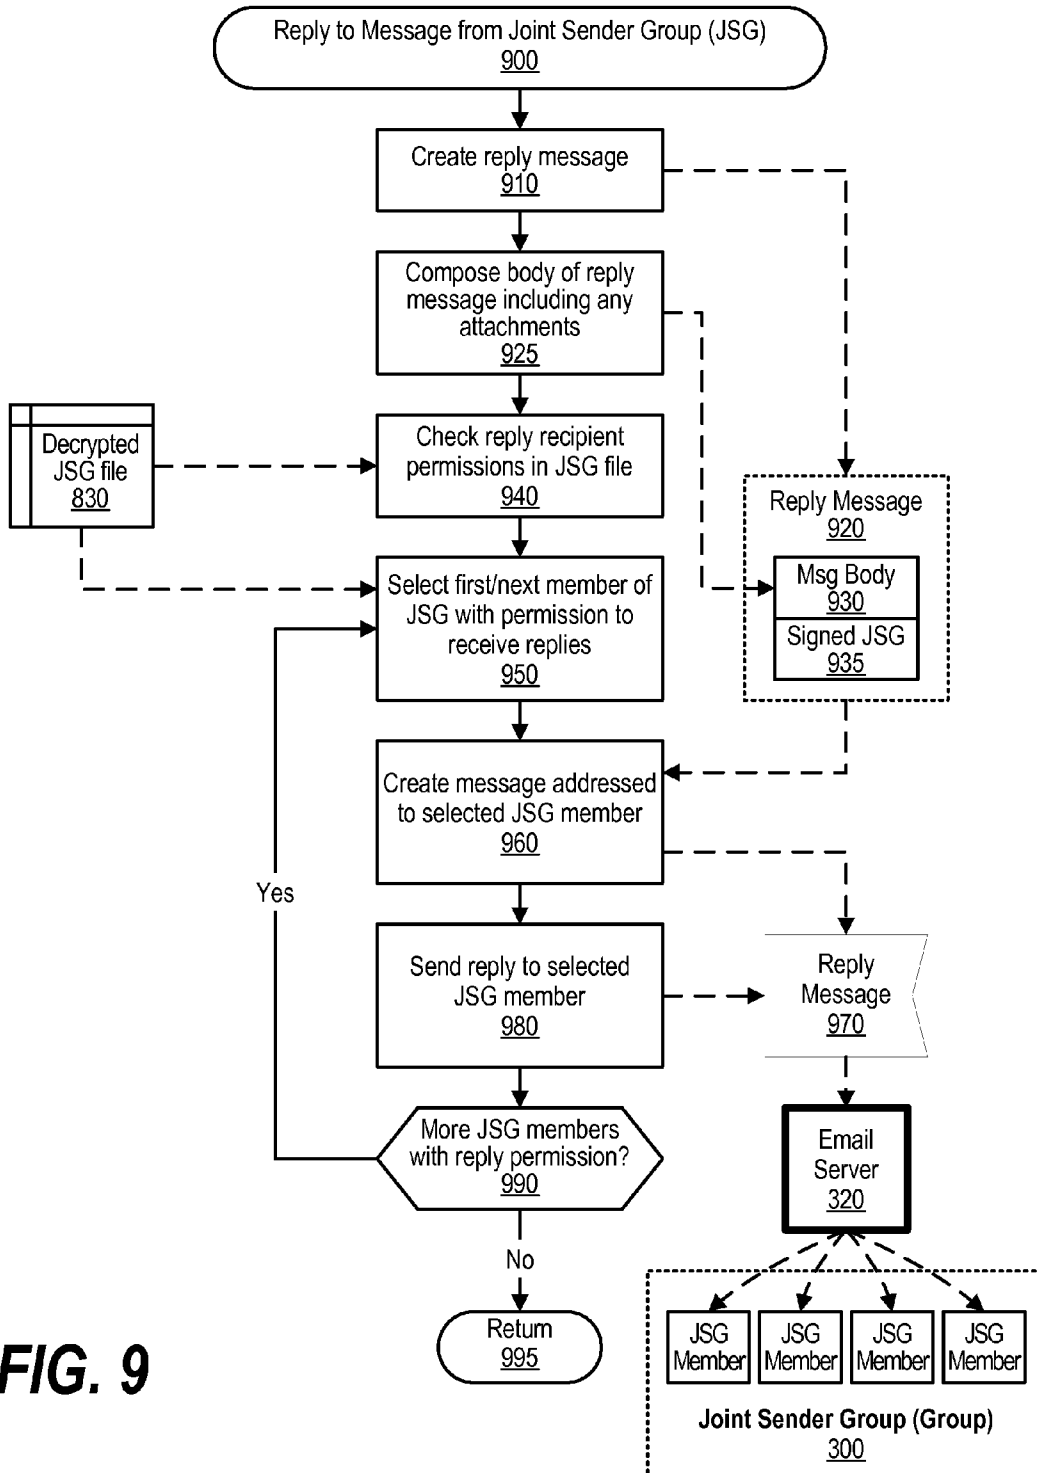 Reply to Message from Joint Sender Group (JSG)
900
Create reply message
910
Compose body of reply
message including any
attachments
925
Decrypted
JSG file
830
Check reply recipient
permissions in JSG file
940
Reply Message
920
Msg Body
930
Signed JSG
935
Select first/next member of
JSG with permission to
receive replies
950
Create message addressed
to selected JSG member
960
Yes
Send reply to selected
JSG member
980
Reply
Message
970
More JSG members
with reply permission?
990
Email
Server
320
No
Return
995
JSG
Member
JSG
Member
JSG
Member
JSG
Member
Joint Sender Group (Group)
300
FIG. 9